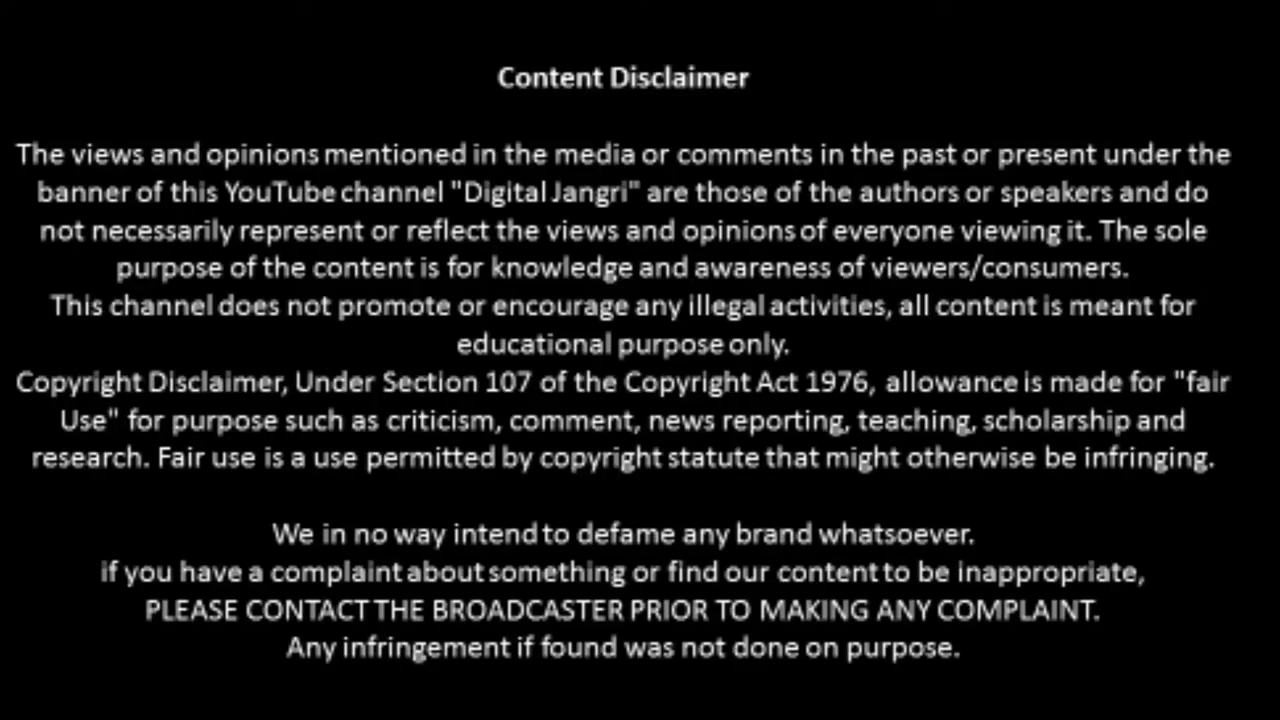 Content Disclaimer
The views and opinions mentioned in the media or comments in the past or present under the
banner of this YouTube channel "Digital Jangri" are those of the authors or speakers and do
not necessarily represent or reflect the views and opinions of everyone viewing it. The sole
purpose of the content is for knowledge and awareness of viewers/consumers.
This channel does not promote or encourage any illegal activities, all content is meant for
educational purpose only.
Copyright Disclaimer, Under Section 107 of the Copyright Act 1976, allowance is made for "fair
Use" for purpose such as criticism, comment, news reporting, teaching, scholarship and
research. Fair use is a use permitted by copyright statute that might otherwise be infringing.
We in no way intend to defame any brand whatsoever.
if you have a complaint about something or find our content to be inappropriate,
PLEASE CONTACT THE BROADCASTER PRIOR TO MAKING ANY COMPLAINT.
Any infringement if found was not done on purpose.